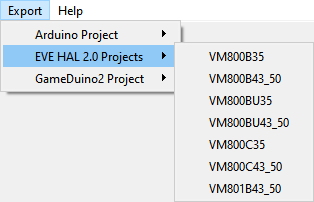 Export Help
Arduino Project
EVE HAL 2.0 Projects
GameDuino2 Project
VM800B35
VM800B43_50
VM800BU35
VM800BU43_50
VM800C35
VM800C43_50
VM801B43_50